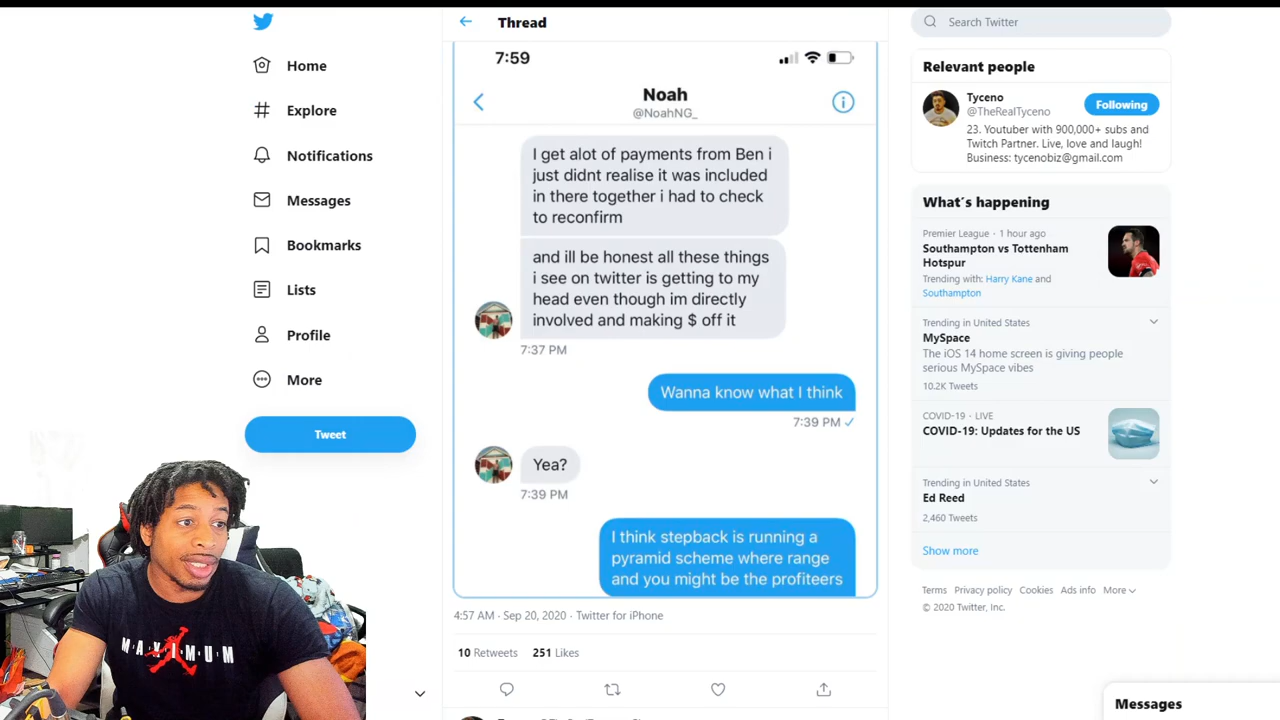 Home
Explore
Notifications
Messages
Bookmarks
Lists
Profile
More
Tweet
Thread
7:59
Noah
@NoahNG_
I get alot of payments from Ben i
just didnt realise it was included
in there together i had to check
to reconfirm
and ill be honest all these things
i see on twitter is getting to my
head even though im directly
involved and making $ off it
7:37 PM
Wanna know what I think
7:39 PM
Yea?
7:39 PM
I think stepback is running a
pyramid scheme where range
and you might be the profiteers
4:57 AM · Sep 20, 2020 · Twitter for iPhone
10 Retweets 251 Likes
Search Twitter
Relevant people
Tyceno
@TheRealTyceno
Following
23. Youtuber with 900,000+ subs and
Twitch Partner. Live, love and laugh!
Business: tycenobiz@gmail.com
What's happening
Premier League · 1 hour ago
Southampton vs Tottenham
Hotspur
Trending with: Harry Kane and
Southampton
Trending in United States
MySpace
The iOS 14 home screen is giving people
serious MySpace vibes
10.2K Tweets
COVID-19 · LIVE
COVID-19: Updates for the US
Trending in United States
Ed Reed
2,460 Tweets
Show more
Terms Privacy policy Cookies Ads info More
© 2020 Twitter, Inc.
Messages
MAXIMUM